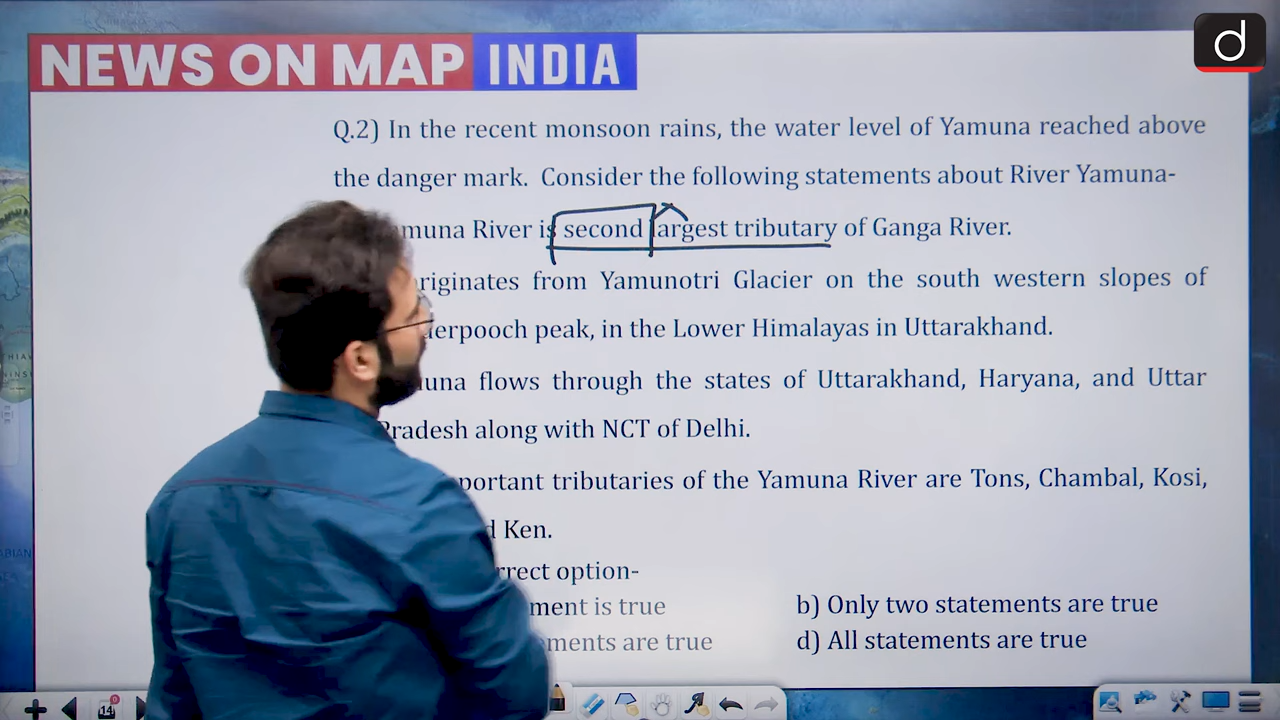 NEWS ON MAP INDIA
d
Q.2) In the recent monsoon rains, the water level of Yamuna reached above
the danger mark. Consider the following statements about River Yamuna-
muna River is second largest tributary of Ganga River.
riginates from Yamunotri Glacier on the south western slopes of
derpooch peak, in the Lower Himalayas in Uttarakhand.
una flows through the states of Uttarakhand, Haryana, and Uttar
Pradesh along with NCT of Delhi.
portant tributaries of the Yamuna River are Tons, Chambal, Kosi,
d Ken.
rrect option-
ment is true b) Only two statements are true
ments are true d) All statements are true
14